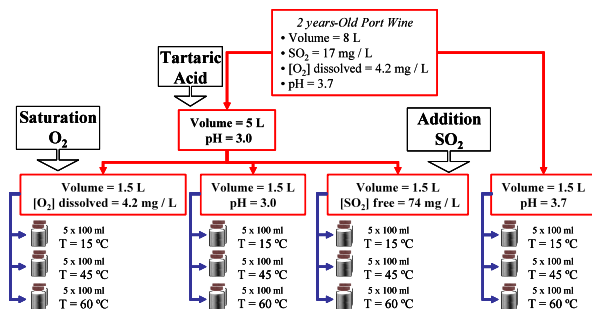 2 years-Old Port Wine
• Volume = 8 L
• SO2 = 17 mg / L
• [O2] dissolved = 4.2 mg / L
• pH = 3.7
Tartaric
Acid
Saturation
O2
Volume = 5 L
pH = 3.0
Addition
SO2
Volume = 1.5 L
[O2] dissolved = 4.2 mg / L
Volume = 1.5 L
pH = 3.0
Volume = 1.5 L
[SO2] free = 74 mg / L
Volume = 1.5 L
pH = 3.7
5 x 100 ml
T = 15 ºC
5 x 100 ml
T = 45 ºC
5 x 100 ml
T = 60 ºC
5 x 100 ml
T = 15 ºC
5 x 100 ml
T = 45 ºC
5 x 100 ml
T = 60 ºC
5 x 100 ml
T = 15 ºC
5 x 100 ml
T = 45 ºC
5 x 100 ml
T = 60 ºC
5 x 100 ml
T = 15 ºC
5 x 100 ml
T = 45 ºC
5 x 100 ml
T = 60 ºC